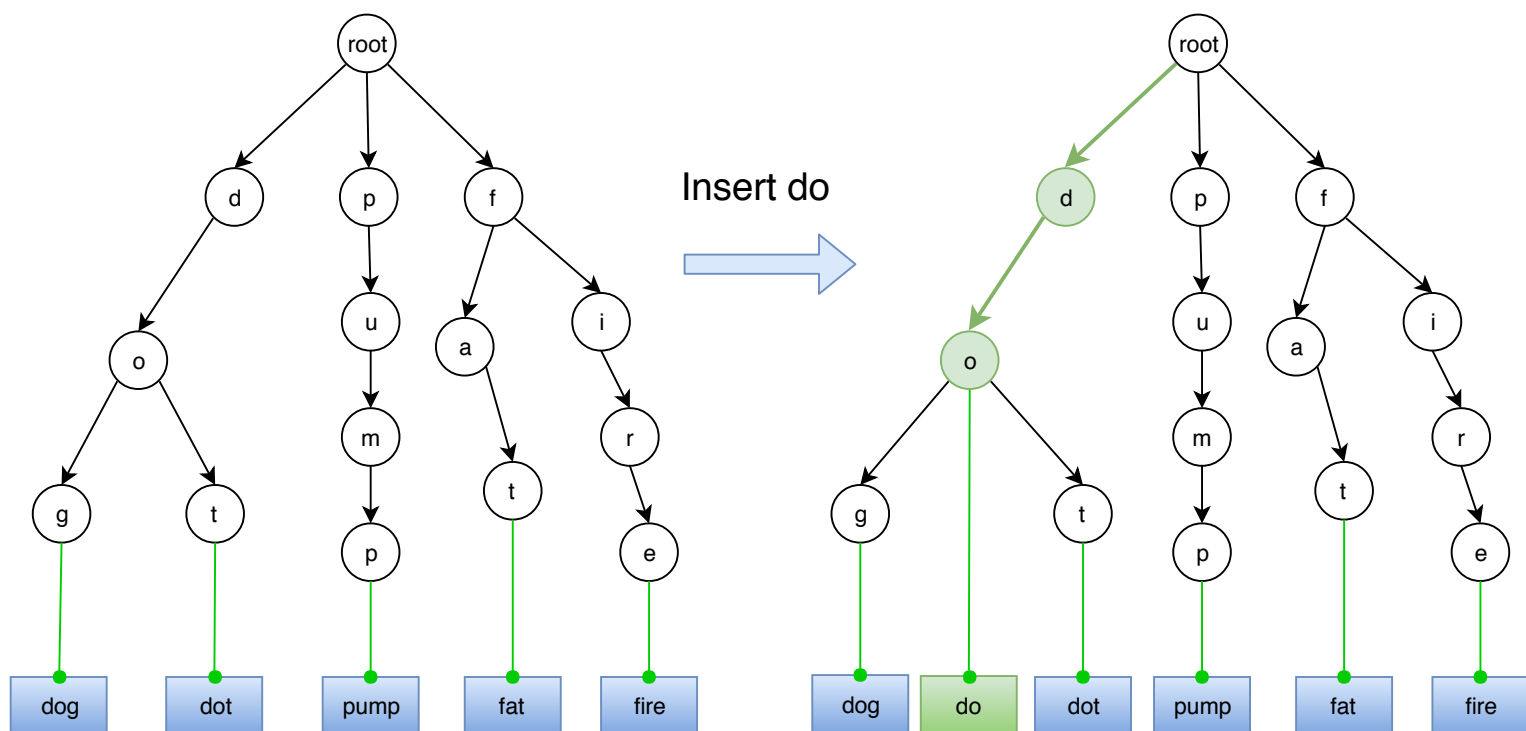 root
d
p
f
o
u
a
i
g
t
m
t
r
p
e
dog
dot
pump
fat
fire
Insert do
root
d
p
f
o
u
a
i
g
t
m
t
r
p
e
dog
do
dot
pump
fat
fire